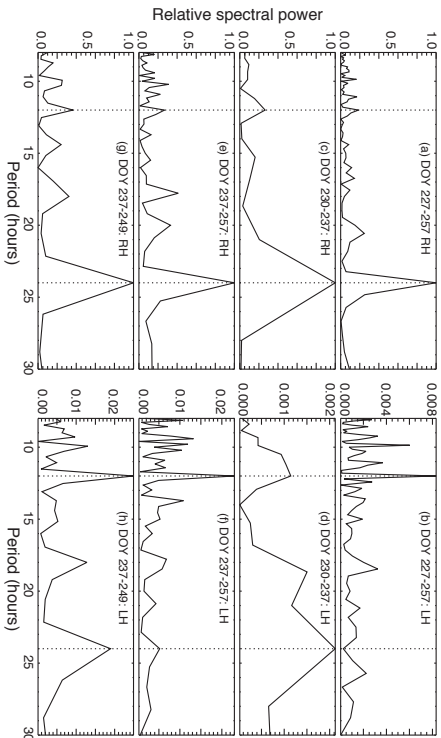 Relative spectral power
(a) DOY 227-257 RH
0.0 0.5 1.0
(b) DOY 227-257: LH
0.000 0.004 0.008
(c) DOY 230-237: RH
0.0 0.5 1.0
(d) DOY 230-237: LH
0.000 0.001 0.002
(e) DOY 237-257: RH
0.0 0.5 1.0
(f) DOY 237-257: LH
0.00 0.01 0.02
(g) DOY 237-249: RH
0.0 0.5 1.0
10 15 20 25 30
Period (hours)
(h) DOY 237-249: LH
0.00 0.01 0.02
10 15 20 25 30
Period (hours)